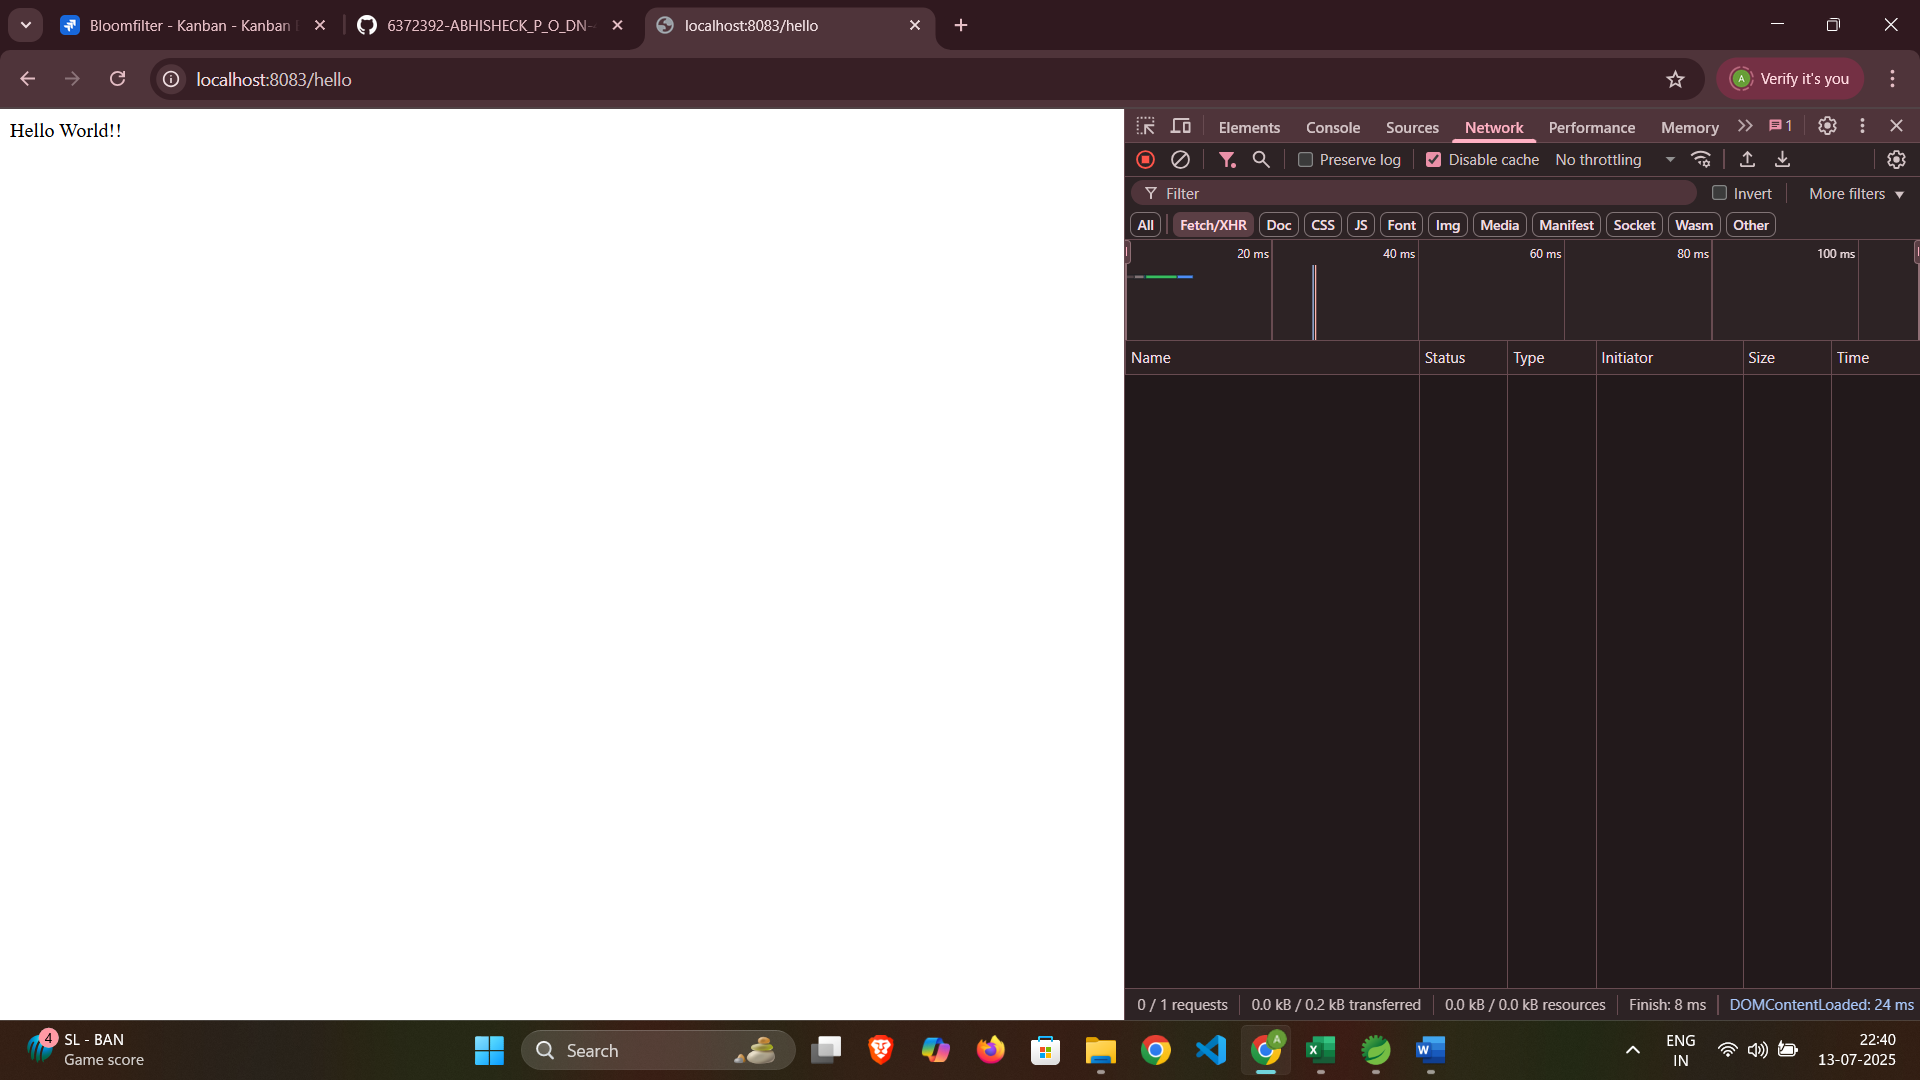 Bloomfilter - Kanban - Kanban
6372392-ABHISHECK_P_O_DN-
localhost:8083/hello
localhost:8083/hello
A
Verify it's you
Hello World!!
Elements
Console
Sources
Network
Performance
Memory
1
Preserve log
Disable cache
No throttling
Filter
Invert
More filters
All
Fetch/XHR
Doc
CSS
JS
Font
Img
Media
Manifest
Socket
Wasm
Other
20 ms
40 ms
60 ms
80 ms
100 ms
Name
Status
Type
Initiator
Size
Time
0 / 1 requests
0.0 kB / 0.2 kB transferred
0.0 kB / 0.0 kB resources
Finish: 8 ms
DOMContentLoaded: 24 ms
4
SL - BAN
Game score
Search
A
ENG
IN
22:40
13-07-2025